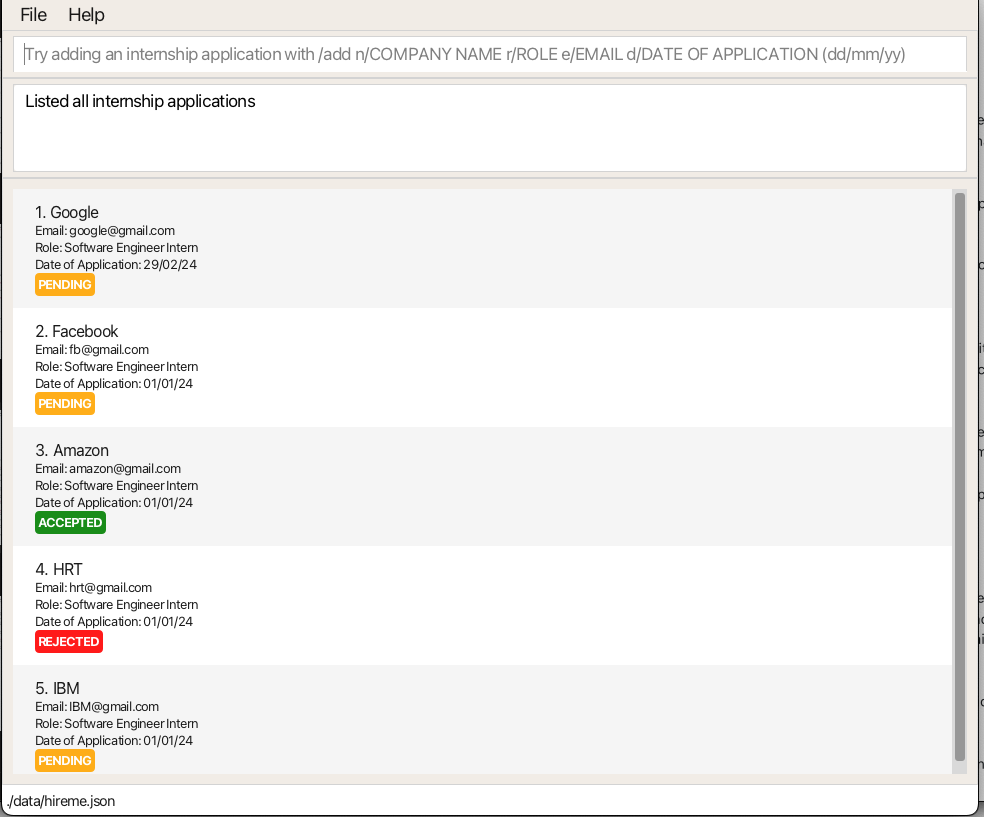 File Help
Try adding an internship application with /add n/COMPANY NAME r/ROLE e/EMAIL d/DATE OF APPLICATION (dd/mm/yy)
Listed all internship applications
1. Google
Email: google@gmail.com
Role: Software Engineer Intern
Date of Application: 29/02/24
PENDING
2. Facebook
Email: fb@gmail.com
Role: Software Engineer Intern
Date of Application: 01/01/24
PENDING
3. Amazon
Email: amazon@gmail.com
Role: Software Engineer Intern
Date of Application: 01/01/24
ACCEPTED
4. HRT
Email: hrt@gmail.com
Role: Software Engineer Intern
Date of Application: 01/01/24
REJECTED
5. IBM
Email: IBM@gmail.com
Role: Software Engineer Intern
Date of Application: 01/01/24
PENDING
./data/hireme.json